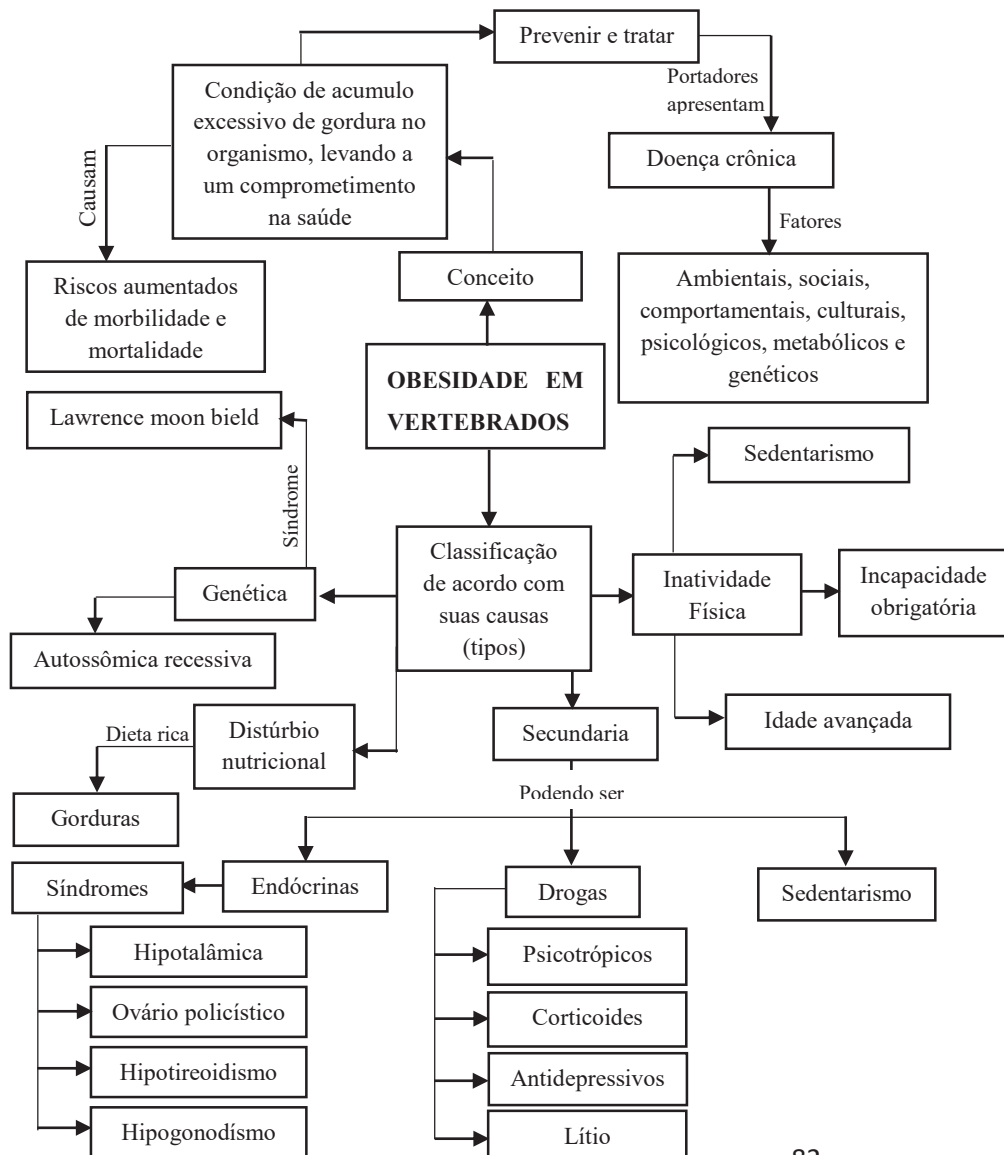 Prevenir e tratar
Portadores
apresentam
Condição de acumulo
excessivo de gordura no
organismo, levando a
um comprometimento
na saúde
Doença crônica
Causam
Fatores
Riscos aumentados
de morbilidade e
mortalidade
Conceito
Ambientais, sociais,
comportamentais, culturais,
psicológicos, metabólicos e
genéticos
OBESIDADE EM
VERTEBRADOS
Lawrence moon bield
Síndrome
Sedentarismo
Classificação
de acordo com
suas causas
(tipos)
Genética
Inatividade
Física
Incapacidade
obrigatória
Autossômica recessiva
Idade avançada
Secundaria
Dieta rica
Distúrbio
nutricional
Gorduras
Podendo ser
Síndromes
Endócrinas
Drogas
Sedentarismo
Hipotalâmica
Ovário policístico
Hipotireoidismo
Hipogonodísmo
Psicotrópicos
Corticoides
Antidepressivos
Lítio